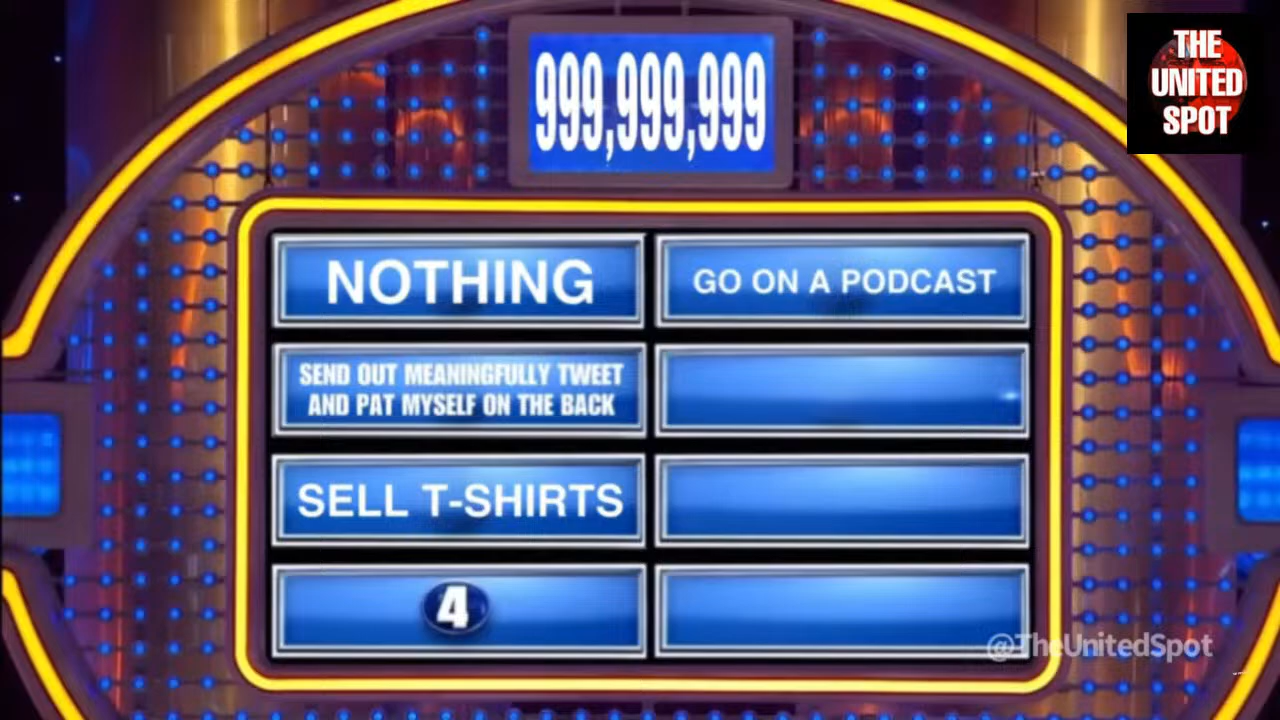 999,999,999
THE
UNITED
SPOT
NOTHING
GO ON A PODCAST
SEND OUT MEANINGFULLY TWEET
AND PAT MYSELF ON THE BACK
SELL T-SHIRTS
4
@TheUnitedSpot